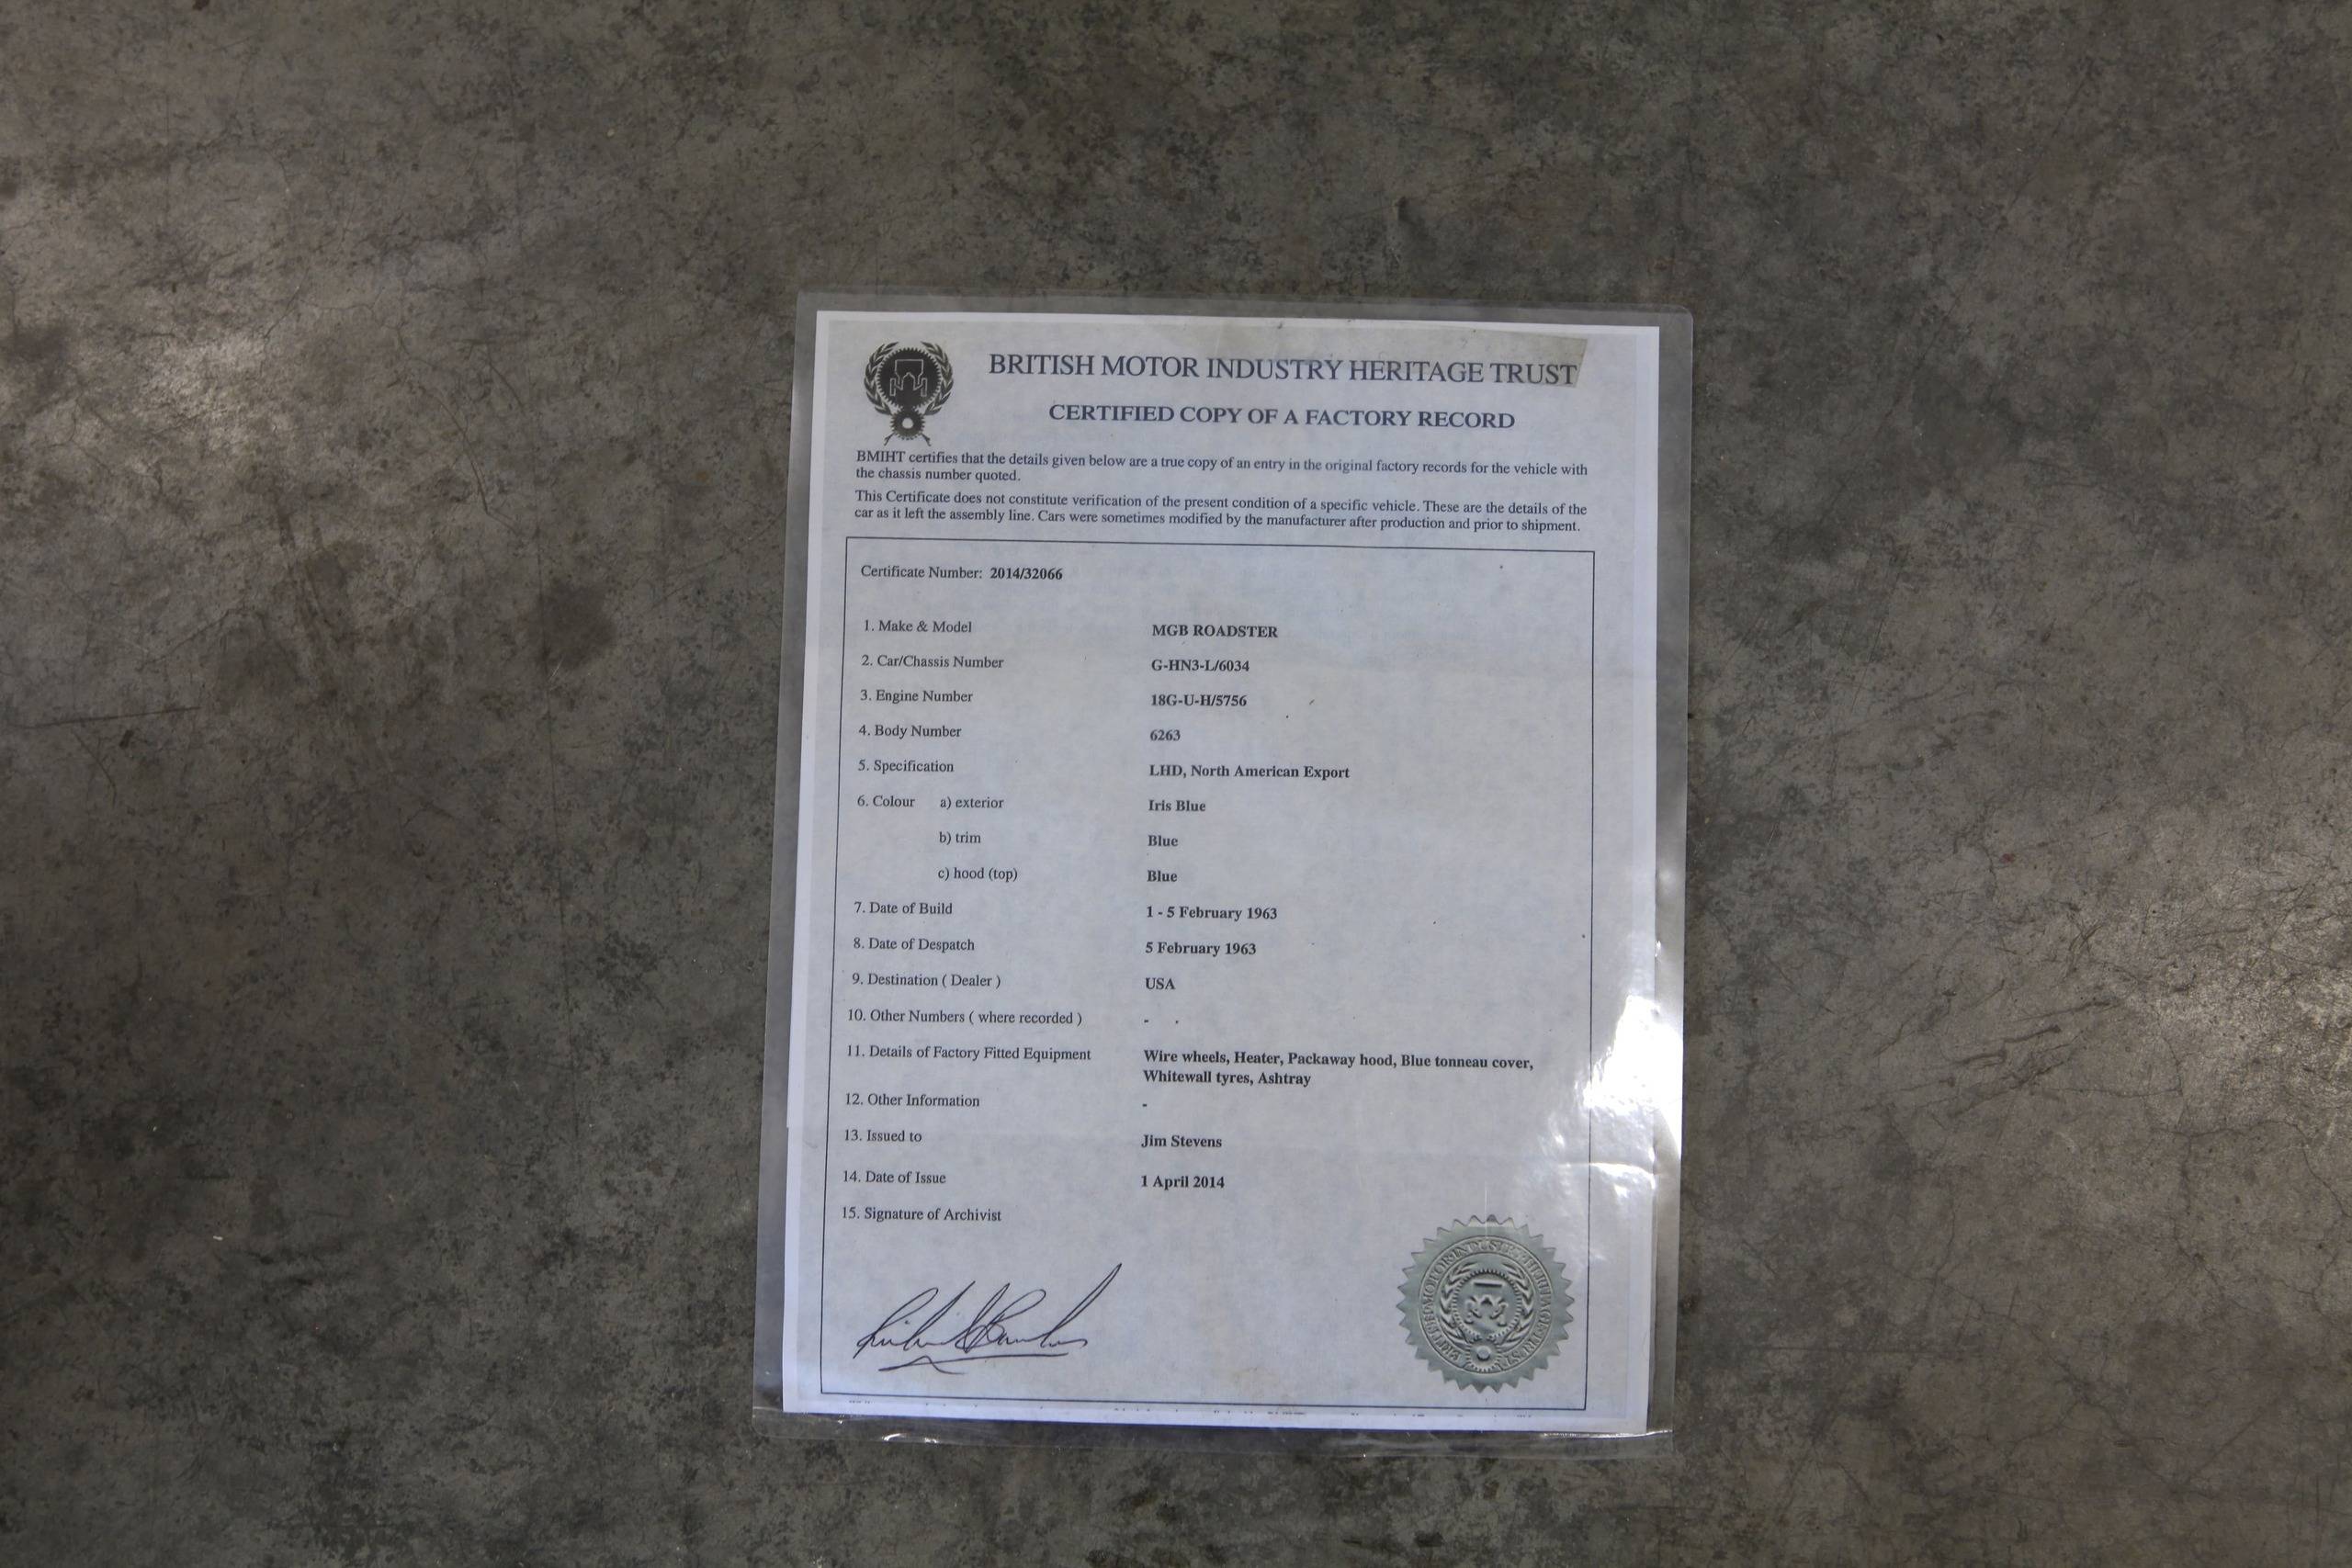 BRITISH MOTOR INDUSTRY HERITAGE TRUST
CERTIFIED COPY OF A FACTORY RECORD
BMIHT certifies that the details given below are a true copy of an entry in the original factory records for the vehicle with
the chassis number quoted.
This Certificate does not constitute verification of the present condition of a specific vehicle. These are the details of the
car as it left the assembly line. Cars were sometimes modified by the manufacturer after production and prior to shipment.
Certificate Number: 2014/32066
1. Make & Model MGB ROADSTER
2. Car/Chassis Number G-HN3-L/6034
3. Engine Number 18G-U-H/5756
4. Body Number 6263
5. Specification LHD, North American Export
6. Colour a) exterior Iris Blue
b) trim Blue
c) hood (top) Blue
7. Date of Build 1 - 5 February 1963
8. Date of Despatch 5 February 1963
9. Destination ( Dealer ) USA
10. Other Numbers ( where recorded ) -
11. Details of Factory Fitted Equipment Wire wheels, Heater, Packaway hood, Blue tonneau cover,
Whitewall tyres, Ashtray
12. Other Information -
13. Issued to Jim Stevens
14. Date of Issue 1 April 2014
15. Signature of Archivist
BRITISH MOTOR INDUSTRY HERITAGE TRUST